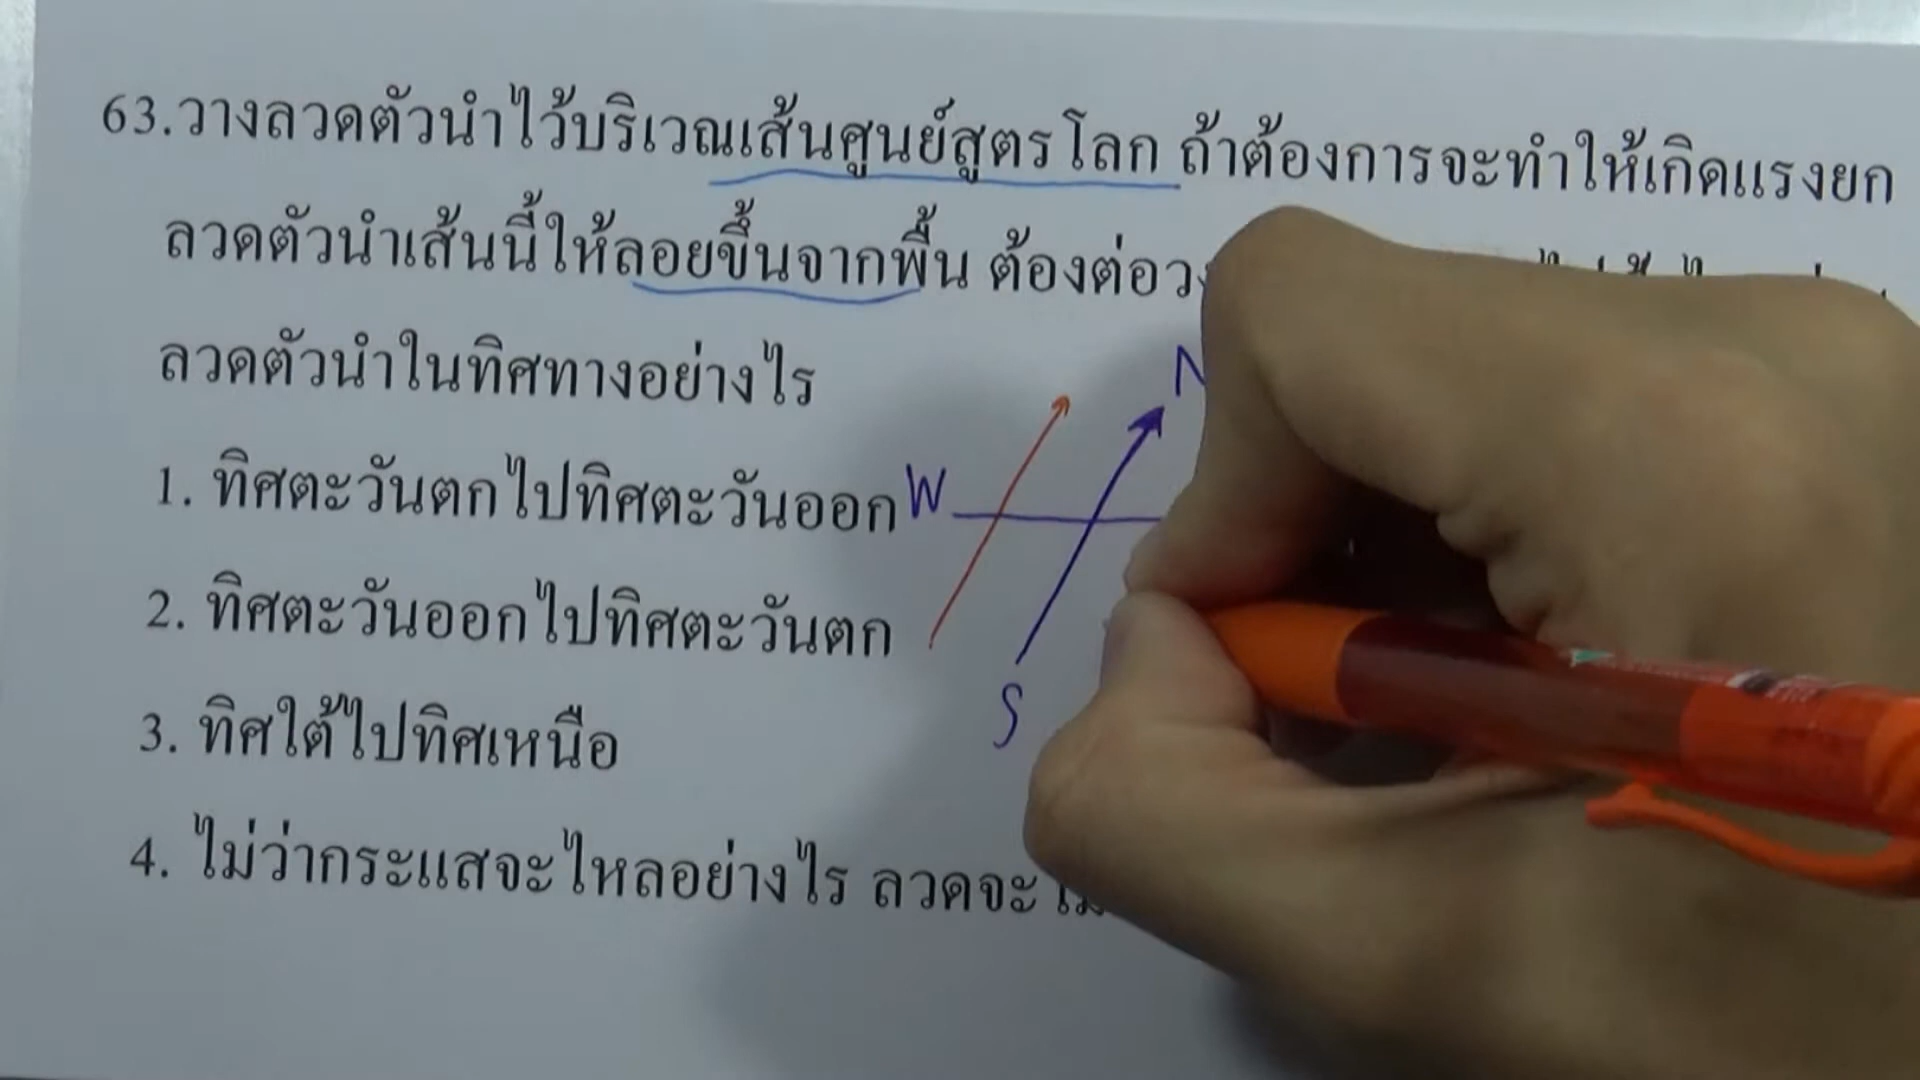 63.วางลวดตัวนำไว้บริเวณเส้นศูนย์สูตรโลก ถ้าต้องการจะทำให้เกิดแรงยก
ลวดตัวนำเส้นนี้ให้ลอยขึ้นจากพื้น ต้องต่อ
ลวดตัวนำในทิศทางอย่างไร
N
1. ทิศตะวันตกไปทิศตะวันออก W
2. ทิศตะวันออกไปทิศตะวันตก
S
3. ทิศใต้ไปทิศเหนือ
4. ไม่ว่ากระแสจะไหลอย่างไร ลวดจะ